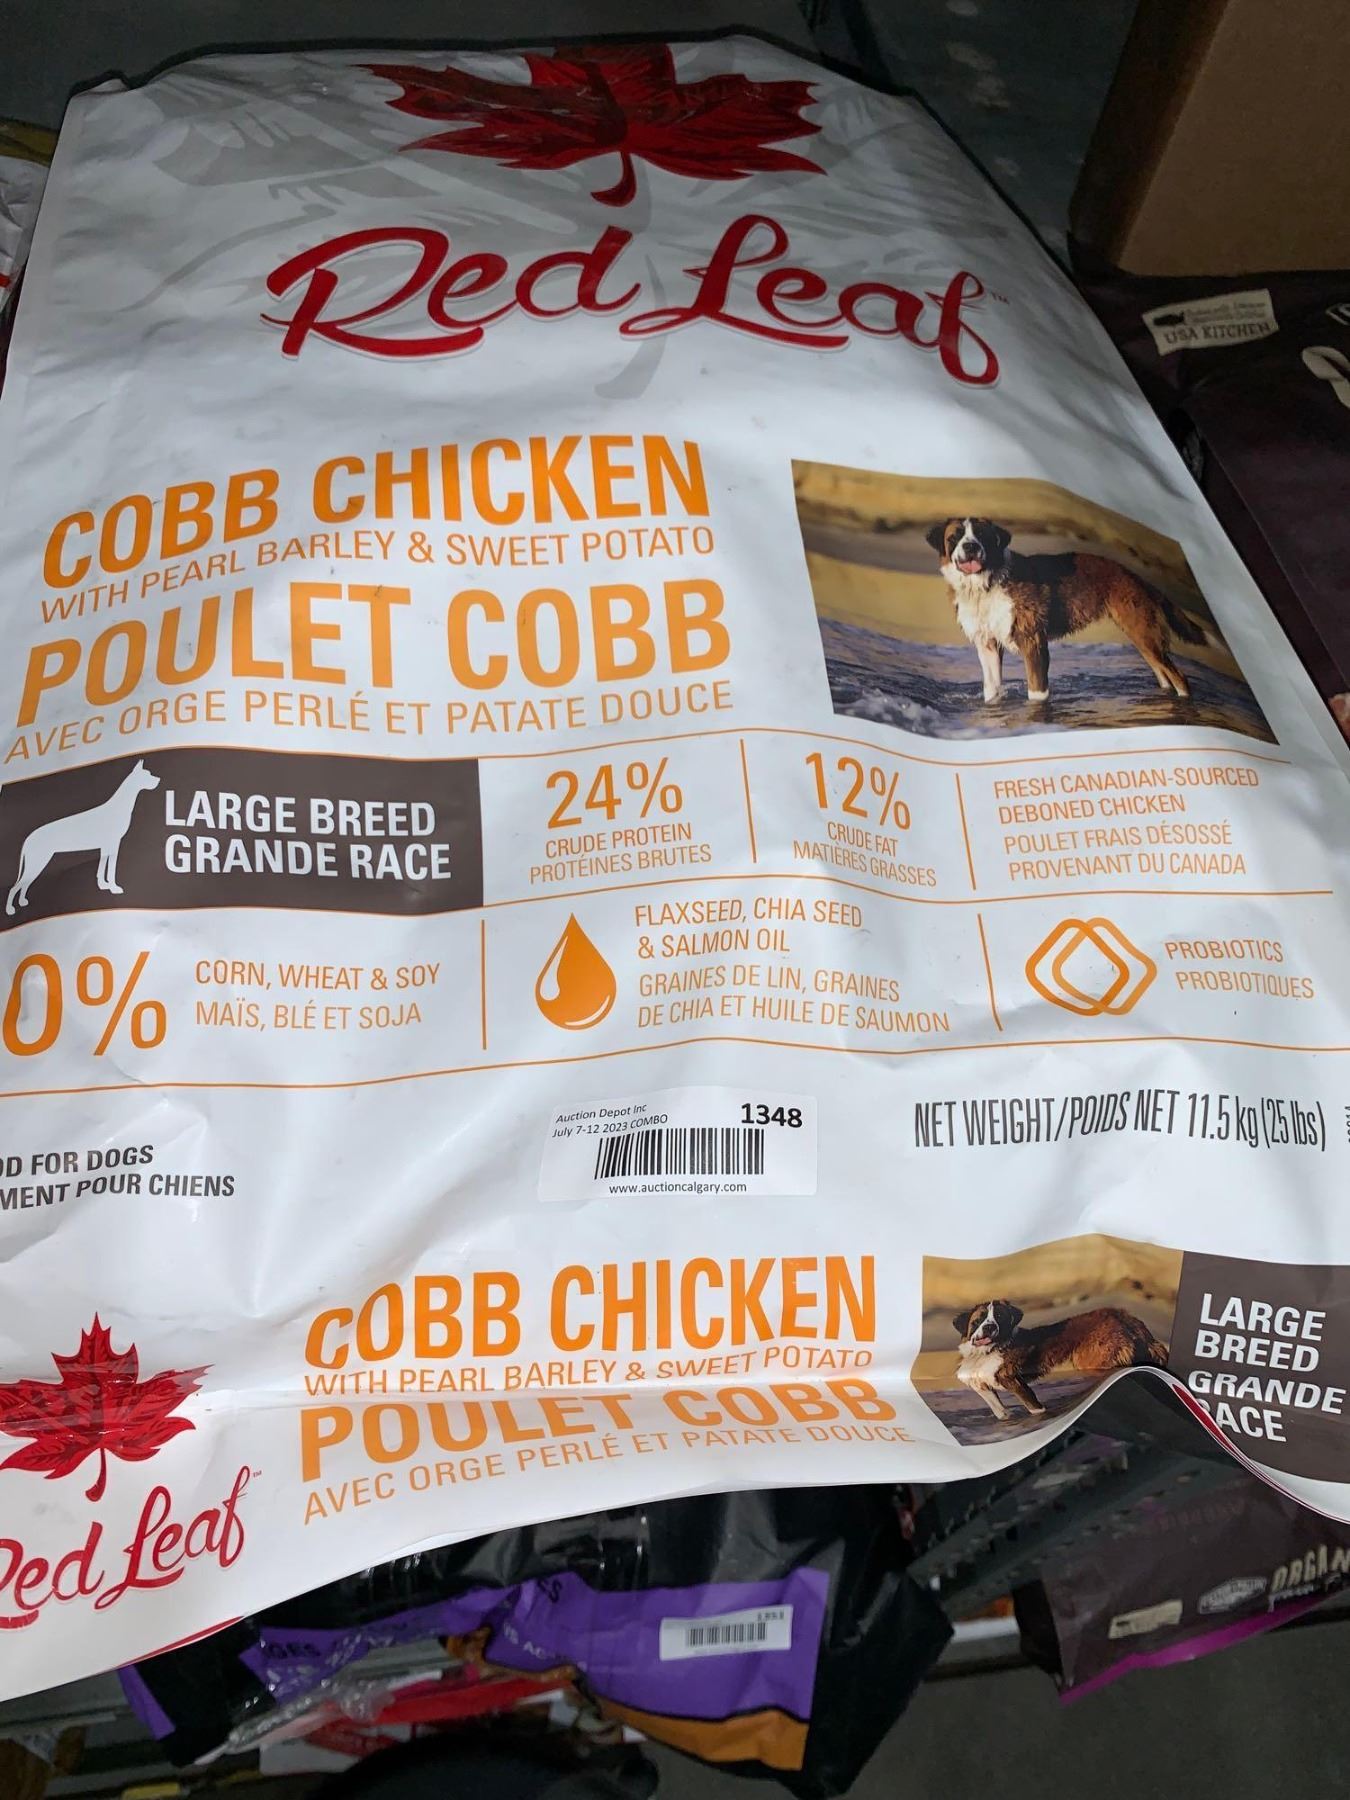 Red Leaf™
COBB CHICKEN
WITH PEARL BARLEY & SWEET POTATO
POULET COBB
AVEC ORGE PERLÉ ET PATATE DOUCE
LARGE BREED
GRANDE RACE
24%
CRUDE PROTEIN
PROTÉINES BRUTES
12%
CRUDE FAT
MATIÈRES GRASSES
FRESH CANADIAN-SOURCED
DEBONED CHICKEN
POULET FRAIS DÉSOSSÉ
PROVENANT DU CANADA
0%
CORN, WHEAT & SOY
MAÏS, BLÉ ET SOJA
FLAXSEED, CHIA SEED
& SALMON OIL
GRAINES DE LIN, GRAINES
DE CHIA ET HUILE DE SAUMON
PROBIOTICS
PROBIOTIQUES
OD FOR DOGS
MENT POUR CHIENS
Auction Depot Inc
July 7-12 2023 COMBO
1348
www.auctioncalgary.com
NET WEIGHT/POIDS NET 11.5 kg (25 lbs)
COBB CHICKEN
WITH PEARL BARLEY & SWEET POTATO
POULET COBB
AVEC ORGE PERLÉ ET PATATE DOUCE
LARGE
BREED
GRANDE
RACE
Red Leaf™
USA KITCHEN